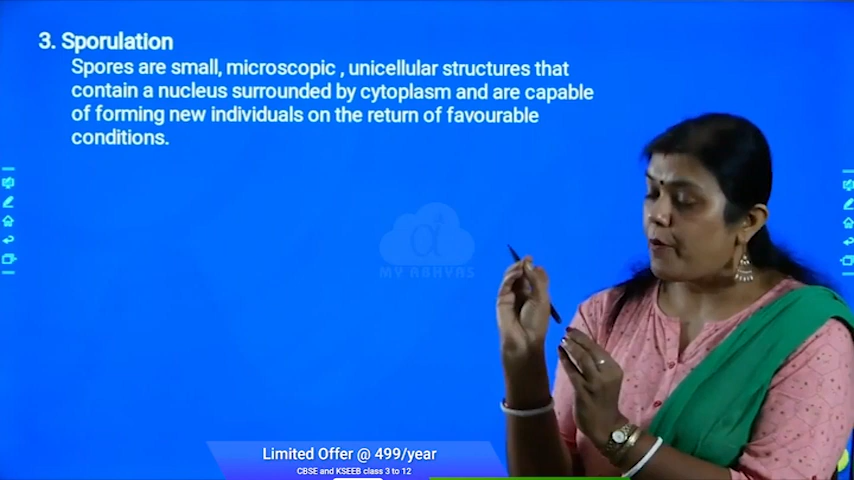 3. Sporulation
Spores are small, microscopic , unicellular structures that
contain a nucleus surrounded by cytoplasm and are capable
of forming new individuals on the return of favourable
conditions.
α
MY ABHYAS
Limited Offer @ 499/year
CBSE and KSEEB class 3 to 12